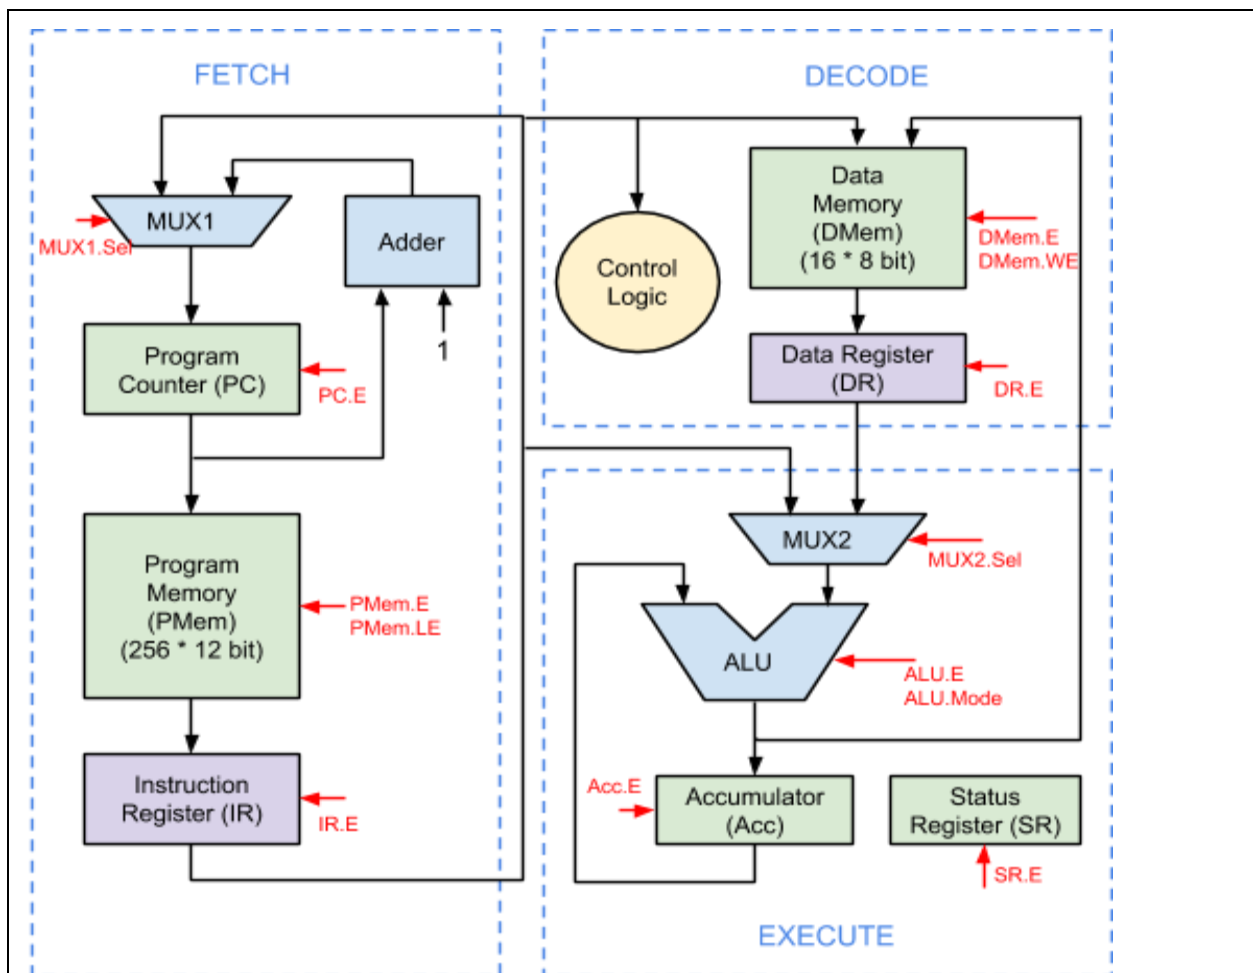 FETCH
MUX1
MUX1.Sel
Adder
1
Program
Counter (PC)
PC.E
Program
Memory
(PMem)
(256 * 12 bit)
PMem.E
PMem.LE
Instruction
Register (IR)
IR.E
DECODE
Control
Logic
Data
Memory
(DMem)
(16 * 8 bit)
DMem.E
DMem.WE
Data Register
(DR)
DR.E
MUX2
MUX2.Sel
ALU
ALU.E
ALU.Mode
Acc.E
Accumulator
(Acc)
Status
Register (SR)
SR.E
EXECUTE